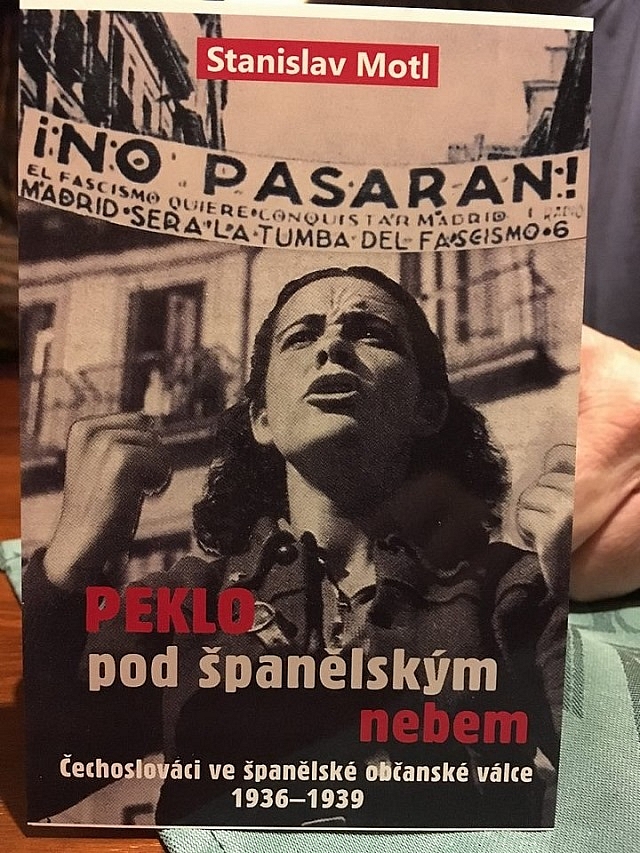 Stanislav Motl
¡NO PASARAN!
EL FASCISMO QUIERE CONQUISTAR MADRID
MADRID SERA LA TUMBA DEL FASCISMO 6
PEKLO
pod španělským
nebem
Čechoslováci ve španělské občanské válce
1936–1939